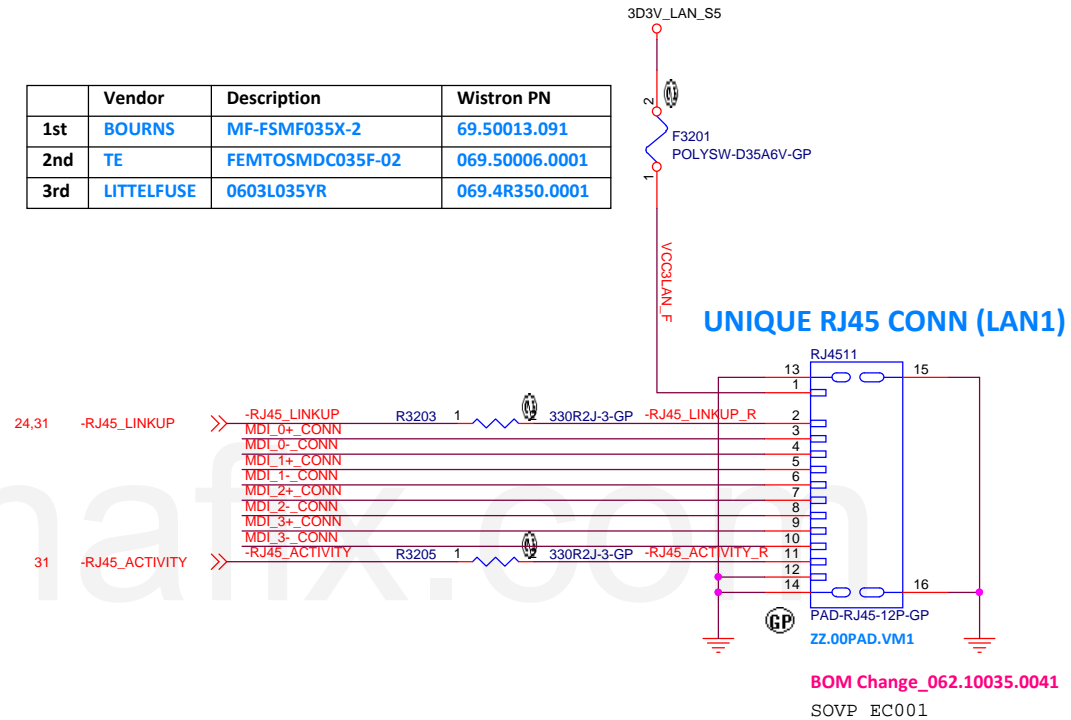 3D3V_LAN_S5
Vendor Description Wistron PN
1st BOURNS MF-FSMF035X-2 69.50013.091
2nd TE FEMTOSMDC035F-02 069.50006.0001
3rd LITTELFUSE 0603L035YR 069.4R350.0001
2
F3201
POLYSW-D35A6V-GP
1
VCC3LAN_F
UNIQUE RJ45 CONN (LAN1)
RJ4511
13 15
1
24,31 -RJ45_LINKUP -RJ45_LINKUP R3203 1 2 330R2J-3-GP -RJ45_LINKUP_R 2
MDI_0+_CONN 3
MDI_0-_CONN 4
MDI_1+_CONN 5
MDI_1-_CONN 6
MDI_2+_CONN 7
MDI_2-_CONN 8
MDI_3+_CONN 9
MDI_3-_CONN 10
31 -RJ45_ACTIVITY -RJ45_ACTIVITY R3205 1 2 330R2J-3-GP -RJ45_ACTIVITY_R 11
12
14 16
GP
PAD-RJ45-12P-GP
ZZ.00PAD.VM1
BOM Change_062.10035.0041
SOVP EC001
nafix.com